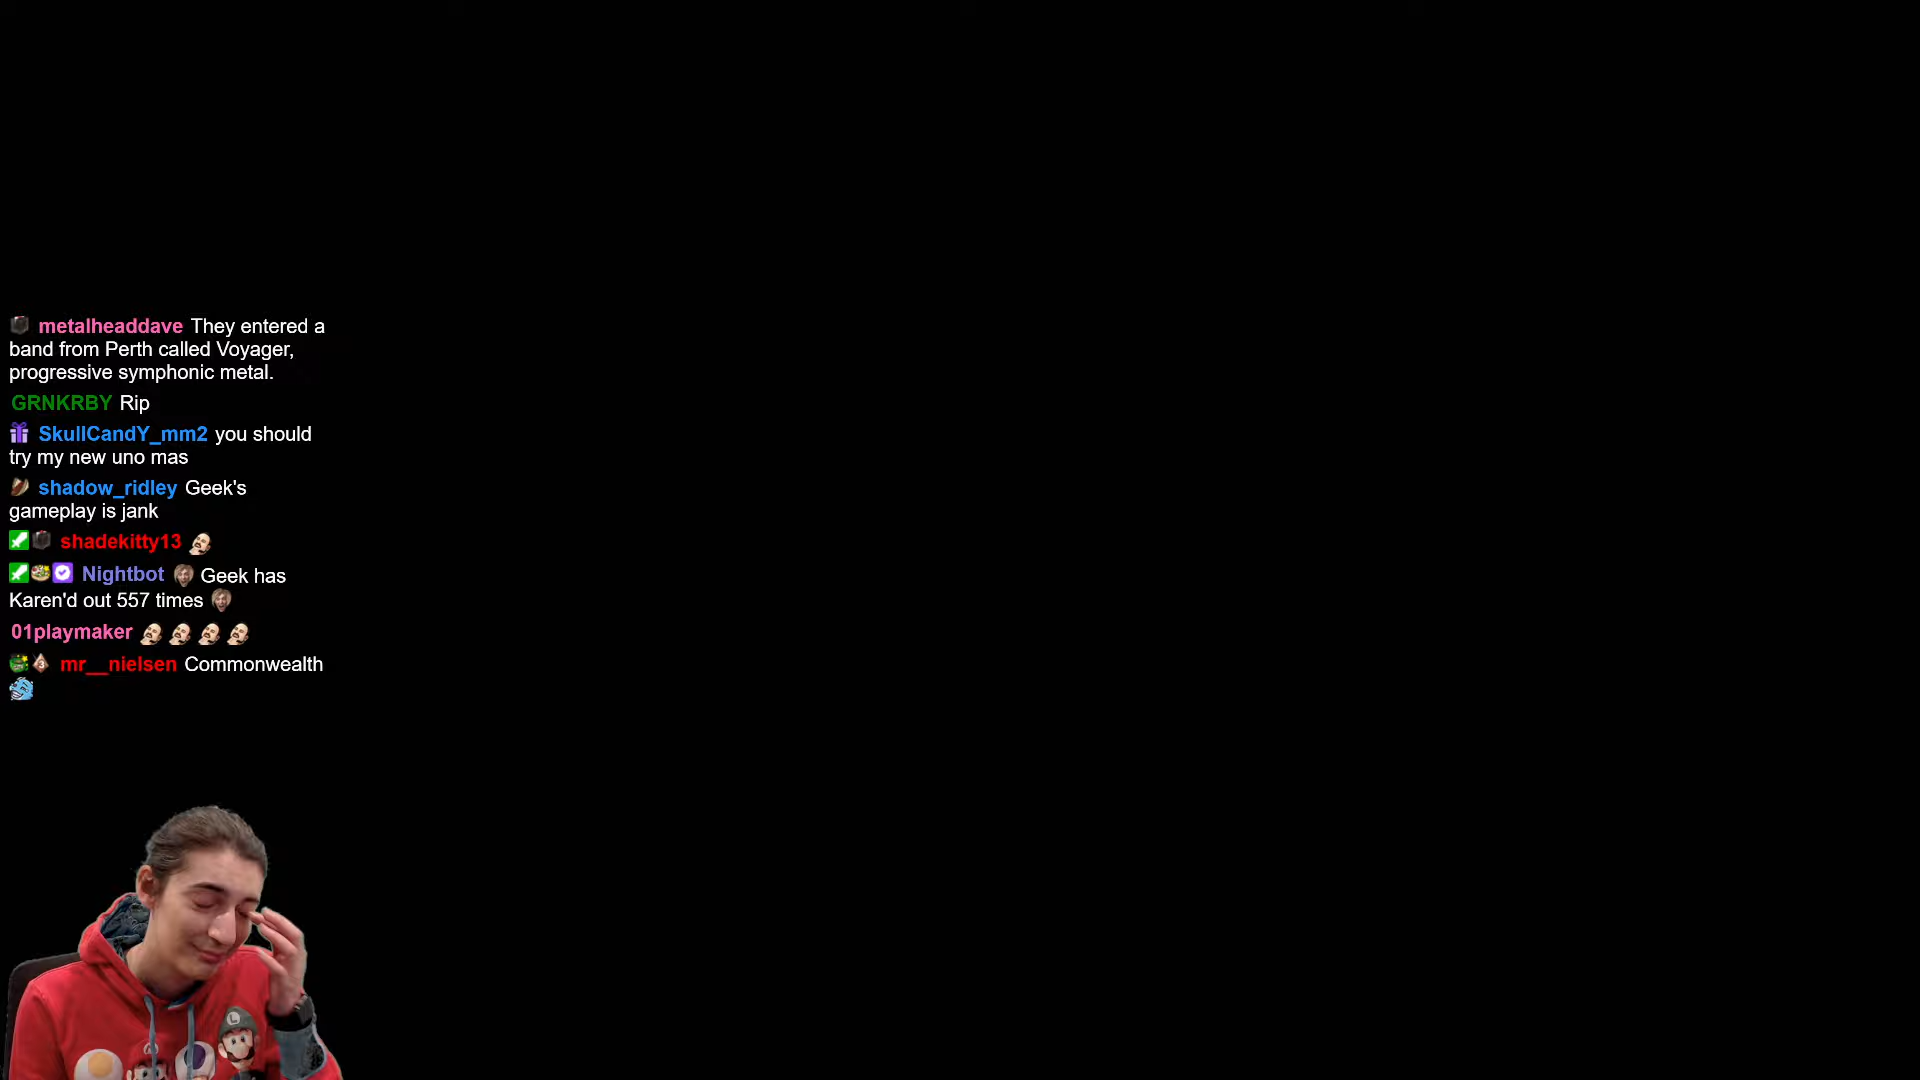 metalheaddave They entered a
band from Perth called Voyager,
progressive symphonic metal.
GRNKRBY Rip
SkullCandY_mm2 you should
try my new uno mas
shadow_ridley Geek's
gameplay is jank
shadekitty13
Nightbot Geek has
Karen'd out 557 times
01playmaker
3 mr__nielsen Commonwealth
L